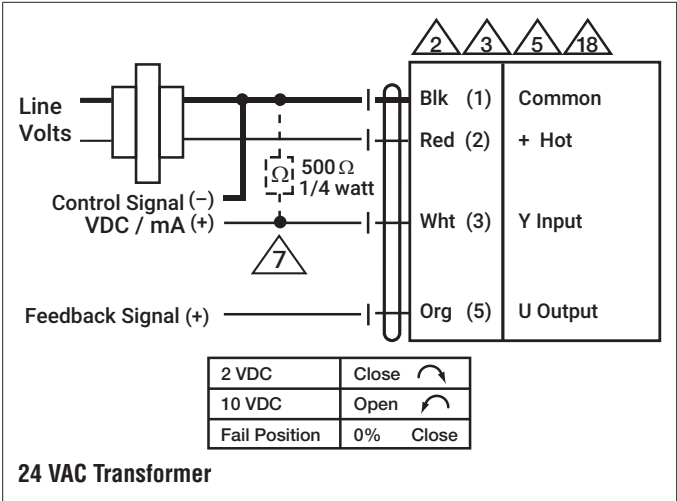 2 3 5 18
Line
Volts
Blk (1) Common
Red (2) + Hot
Ω 500 Ω
1/4 watt
Control Signal (–)
VDC / mA (+)
Wht (3) Y Input
7
Feedback Signal (+)
Org (5) U Output
2 VDC Close
10 VDC Open
Fail Position 0% Close
24 VAC Transformer